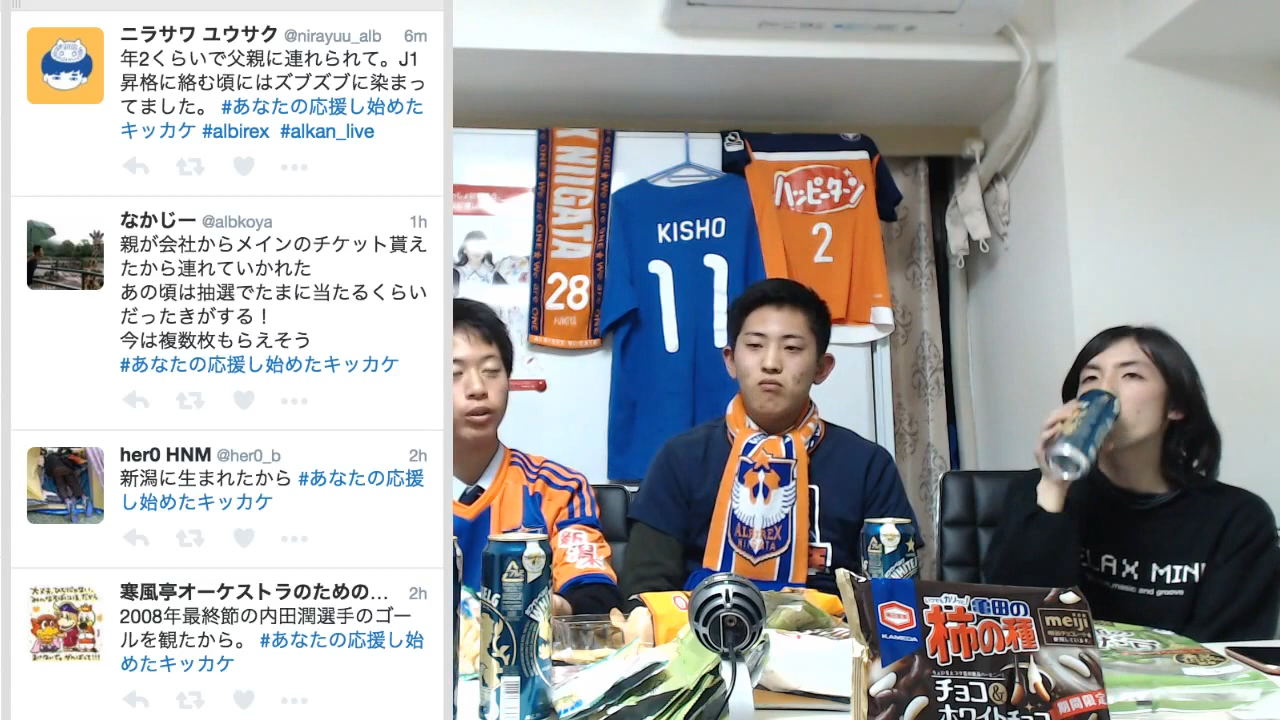 ニラサワ ユウサク @nirayuu_alb 6m
年2くらいで父親に連れられて。J1
昇格に絡む頃にはズブズブに染まっ
てました。 #あなたの応援し始めた
キッカケ #albirex #alkan_live
なかじー @albkoya 1h
親が会社からメインのチケット貰え
たから連れていかれた
あの頃は抽選でたまに当たるくらい
だったきがする！
今は複数枚もらえそう
#あなたの応援し始めたキッカケ
her0 HNM @her0_b 2h
新潟に生まれたから #あなたの応援
し始めたキッカケ
寒風亭オーケストラのための... 2h
2008年最終節の内田潤選手のゴー
ルを観たから。 #あなたの応援し始
めたキッカケ
NIIGATA
28
KISHO
11
ハッピーターン
2
新潟
ALBIREX
NIIGATA
RELAX MIND
music and groove
KAMEDA
亀田の
柿の種
meiji
チョコ&
ホワイトチョコ
期間限定